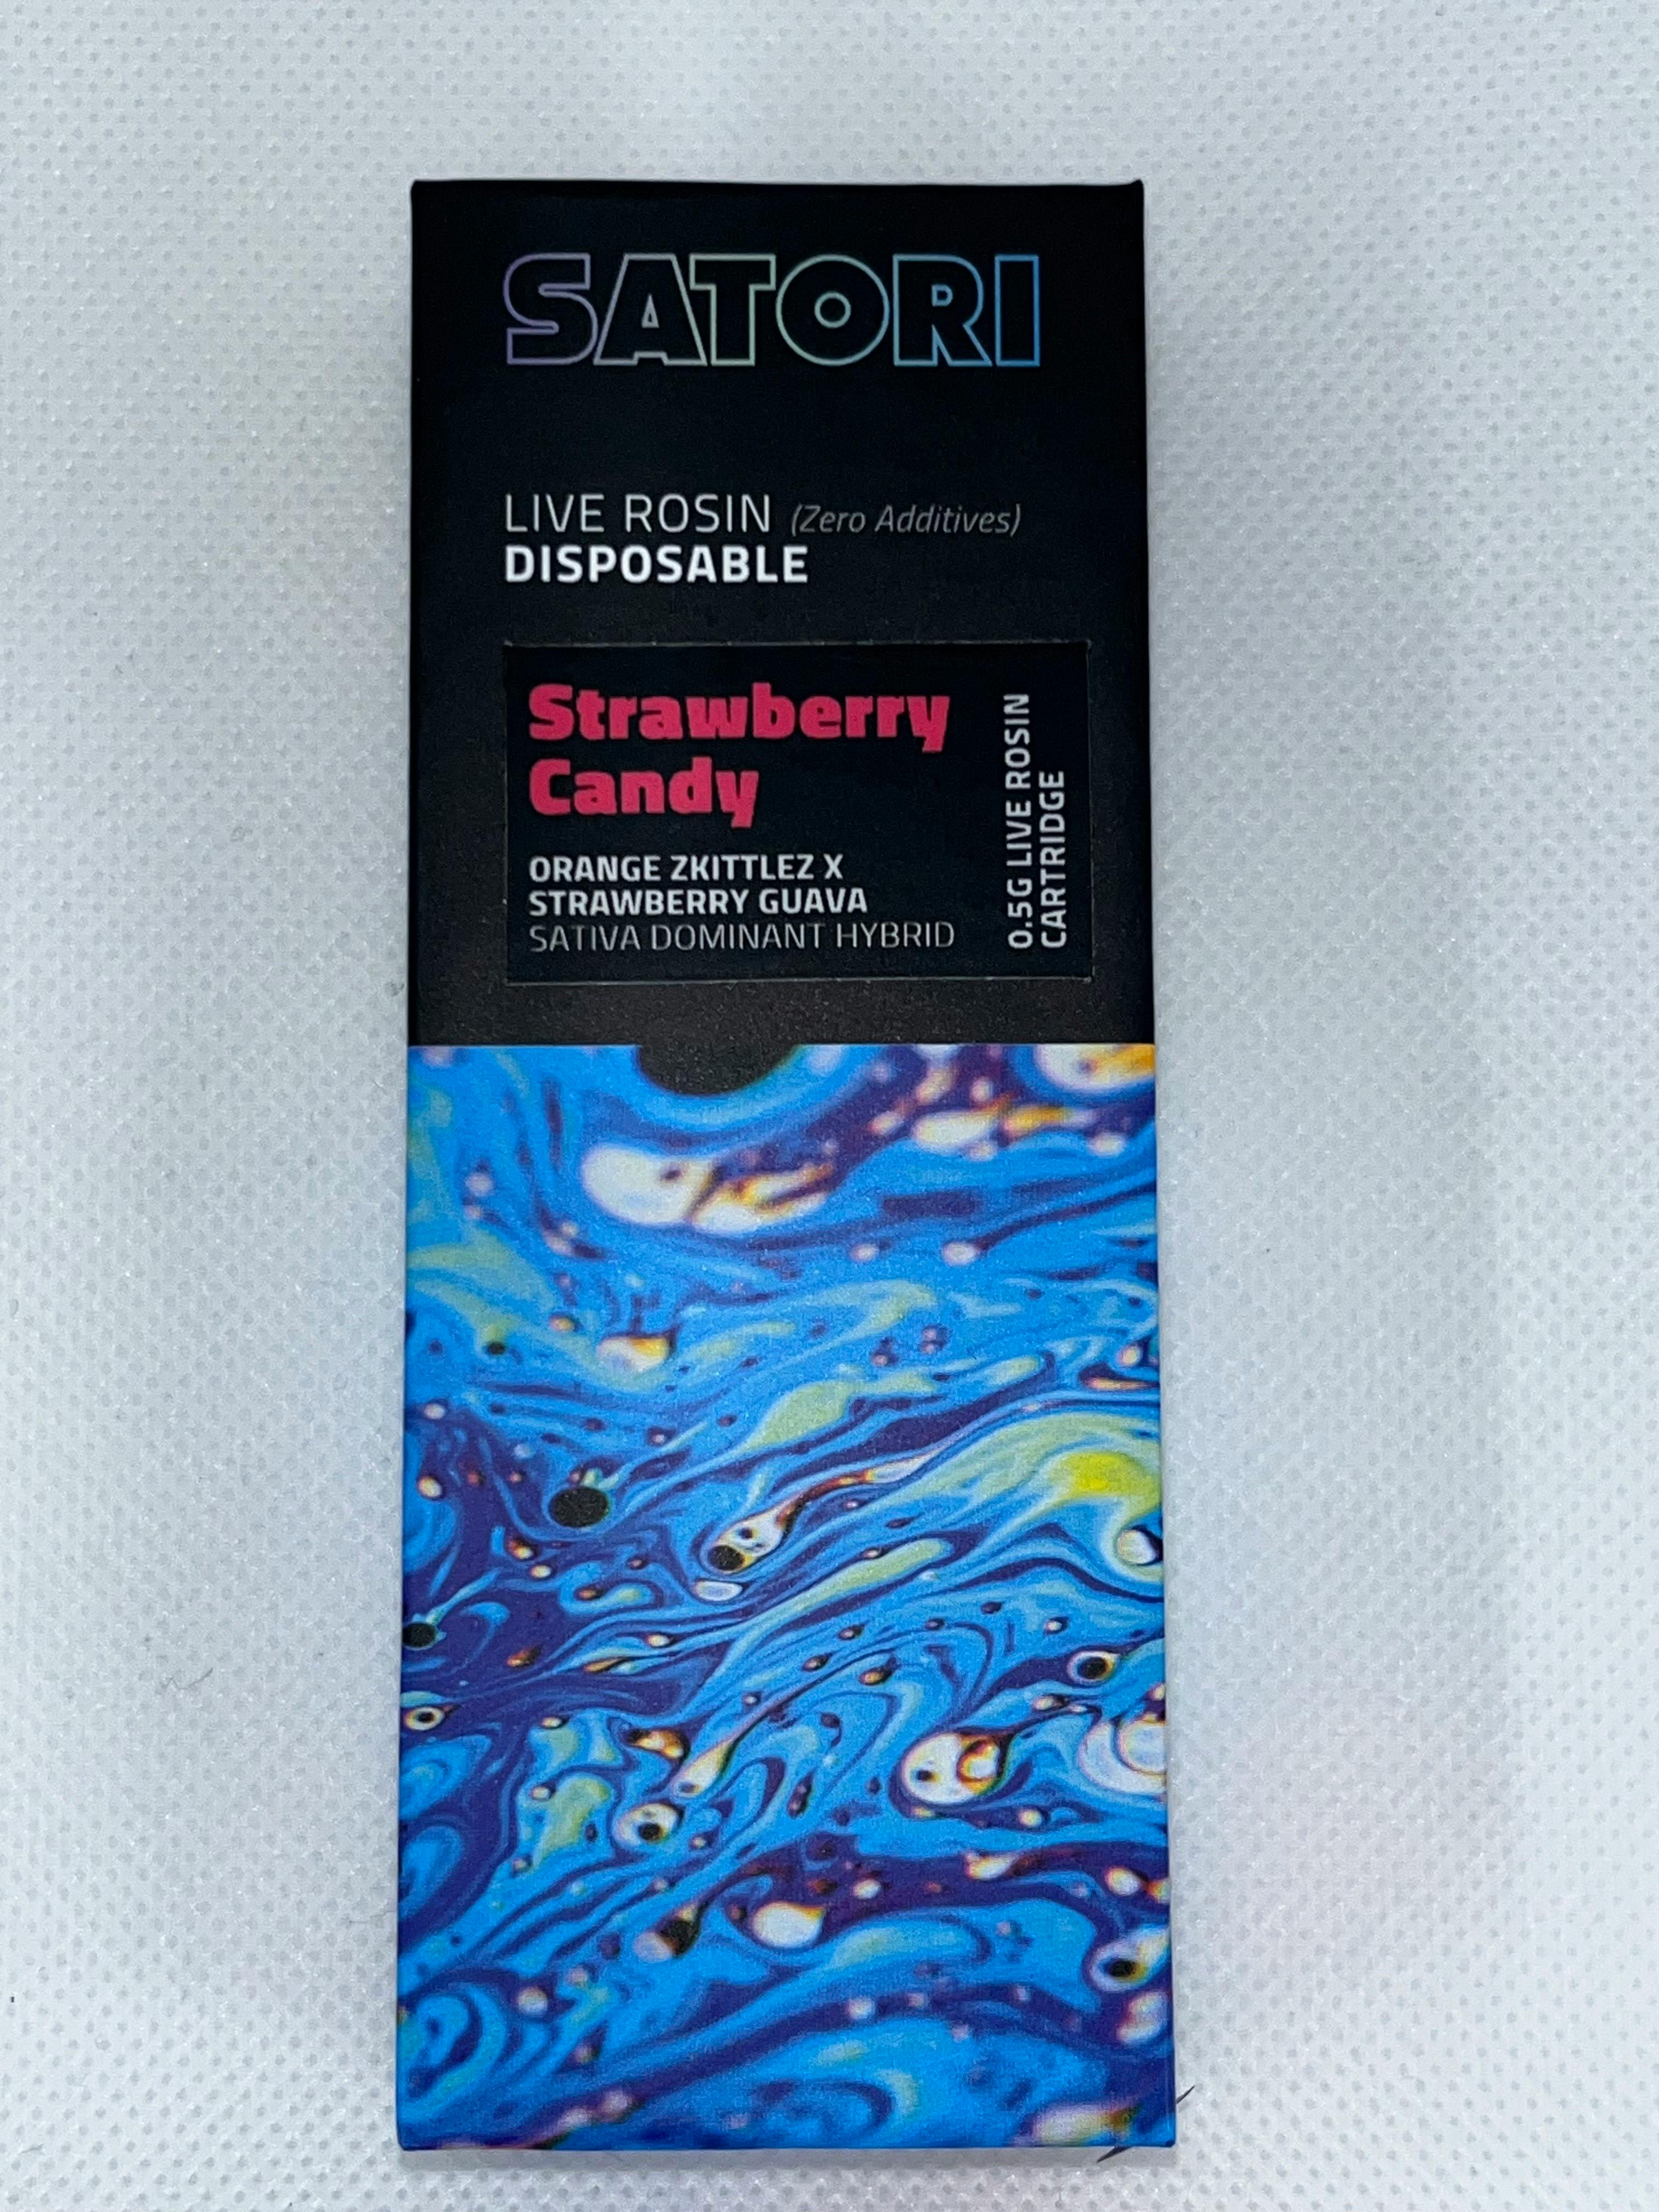 SATORI
LIVE ROSIN (Zero Additives)
DISPOSABLE
Strawberry
Candy
ORANGE ZKITTLEZ X
STRAWBERRY GUAVA
SATIVA DOMINANT HYBRID
0.5G LIVE ROSIN
CARTRIDGE